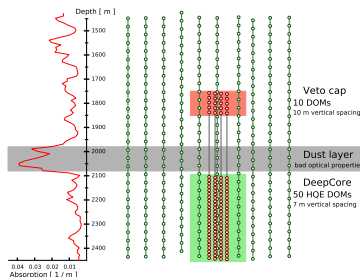 Depth [ m ]
1500
1600
1700
1800
1900
2000
2100
2200
2300
2400
0.04 0.03 0.02 0.01
Absorption [ 1 / m ]
Veto cap
10 DOMs
10 m vertical spacing
Dust layer
bad optical propertie
DeepCore
50 HQE DOMs
7 m vertical spacing